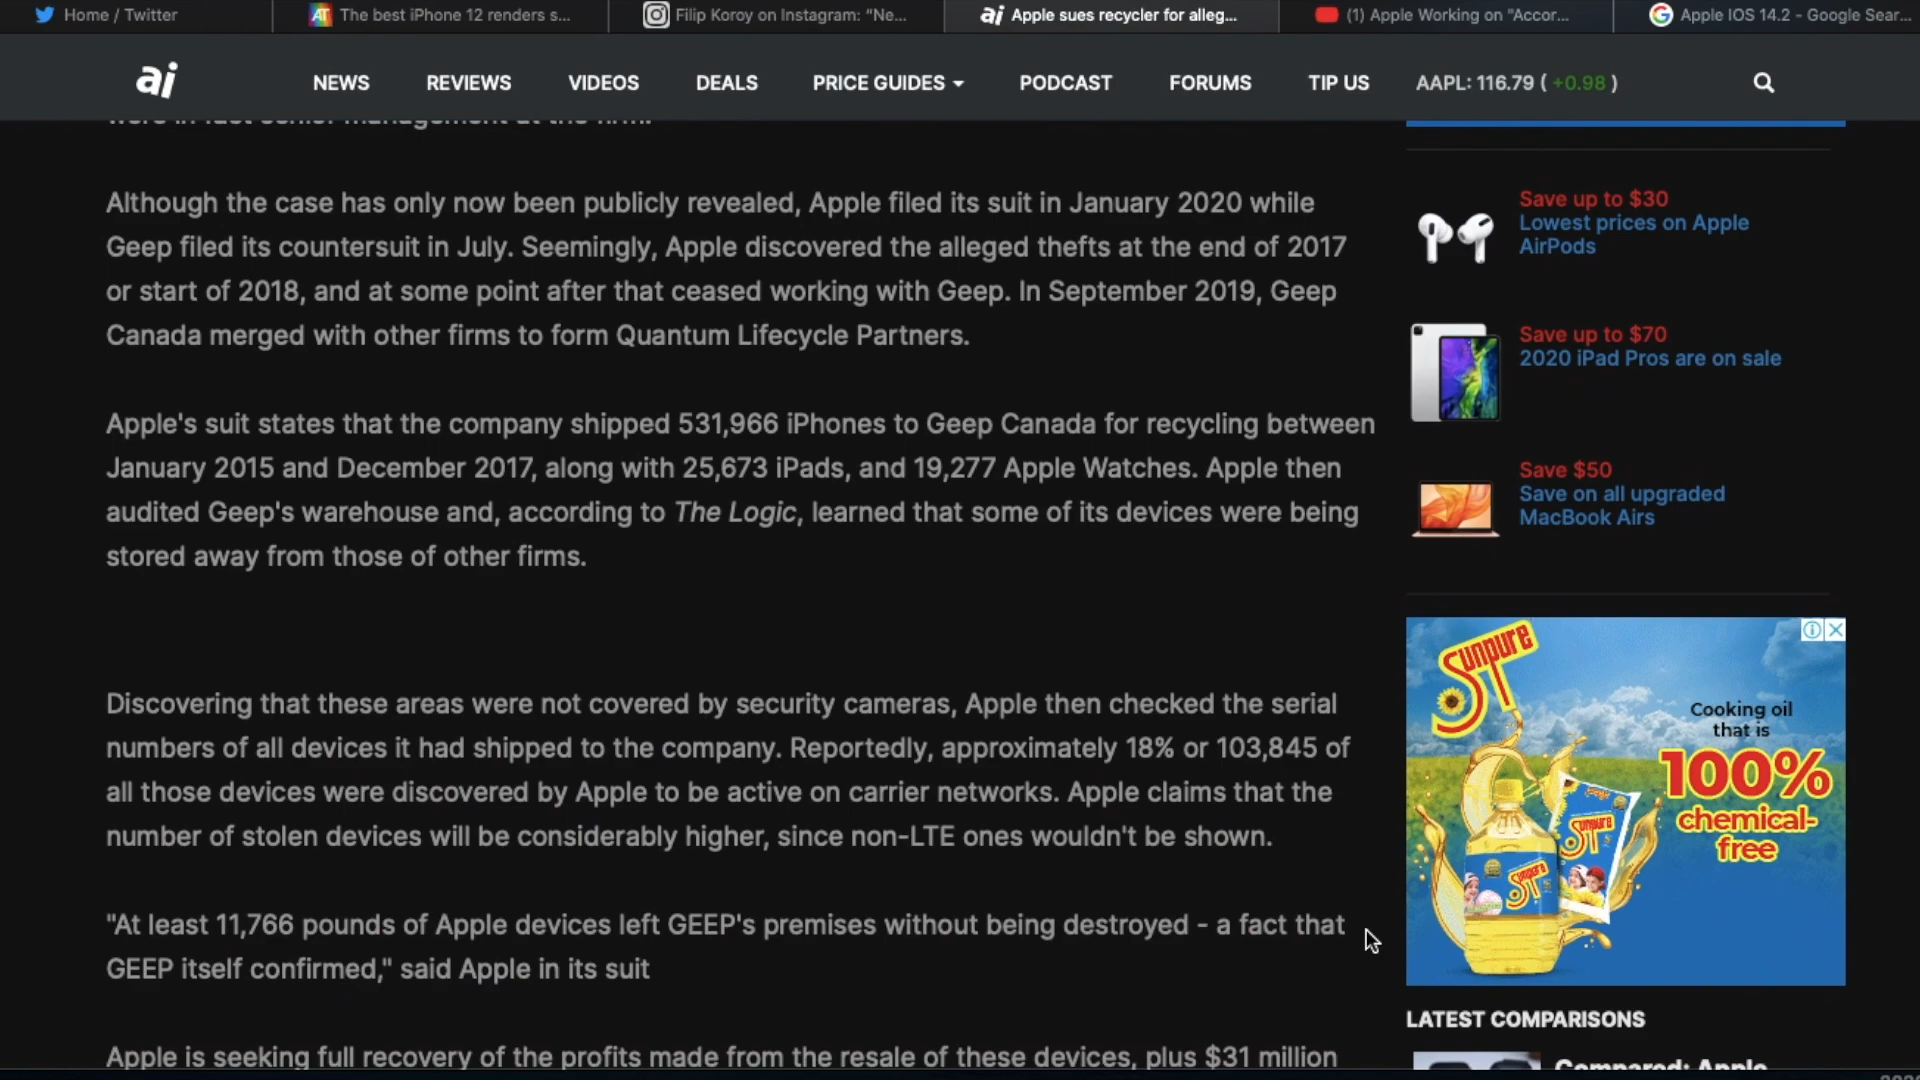 Home / Twitter
AT The best iPhone 12 renders s...
Filip Koroy on Instagram: “Ne...
ai Apple sues recycler for alleg...
(1) Apple Working on "Accor...
Apple IOS 14.2 - Google Sear...
ai NEWS REVIEWS VIDEOS DEALS PRICE GUIDES PODCAST FORUMS TIP US AAPL: 116.79 ( +0.98 )
were in fact senior management at the firm.
Although the case has only now been publicly revealed, Apple filed its suit in January 2020 while
Geep filed its countersuit in July. Seemingly, Apple discovered the alleged thefts at the end of 2017
or start of 2018, and at some point after that ceased working with Geep. In September 2019, Geep
Canada merged with other firms to form Quantum Lifecycle Partners.
Apple's suit states that the company shipped 531,966 iPhones to Geep Canada for recycling between
January 2015 and December 2017, along with 25,673 iPads, and 19,277 Apple Watches. Apple then
audited Geep's warehouse and, according to The Logic, learned that some of its devices were being
stored away from those of other firms.
Discovering that these areas were not covered by security cameras, Apple then checked the serial
numbers of all devices it had shipped to the company. Reportedly, approximately 18% or 103,845 of
all those devices were discovered by Apple to be active on carrier networks. Apple claims that the
number of stolen devices will be considerably higher, since non-LTE ones wouldn't be shown.
"At least 11,766 pounds of Apple devices left GEEP's premises without being destroyed - a fact that
GEEP itself confirmed," said Apple in its suit
Apple is seeking full recovery of the profits made from the resale of these devices, plus $31 million
Save up to $30
Lowest prices on Apple
AirPods
Save up to $70
2020 iPad Pros are on sale
Save $50
Save on all upgraded
MacBook Airs
Sunpure
Cooking oil
that is
100%
chemical-
free
Sunpure
Sunpure
LATEST COMPARISONS
Compared: Apple